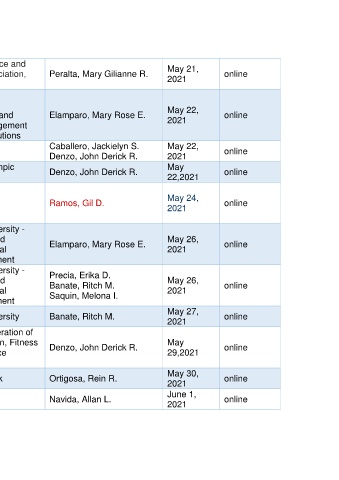 ce and
ciation,
Peralta, Mary Gilianne R.
May 21,
2021
online
and
gement
utions
Elamparo, Mary Rose E.
May 22,
2021
online
Caballero, Jackielyn S.
Denzo, John Derick R.
May 22,
2021
online
mpic
Denzo, John Derick R.
May
22,2021
online
Ramos, Gil D.
May 24,
2021
online
ersity -
d
al
ment
Elamparo, Mary Rose E.
May 26,
2021
online
ersity -
d
al
ment
Precia, Erika D.
Banate, Ritch M.
Saquin, Melona I.
May 26,
2021
online
ersity
Banate, Ritch M.
May 27,
2021
online
eration of
n, Fitness
ce
Denzo, John Derick R.
May
29,2021
online
k
Ortigosa, Rein R.
May 30,
2021
online
Navida, Allan L.
June 1,
2021
online